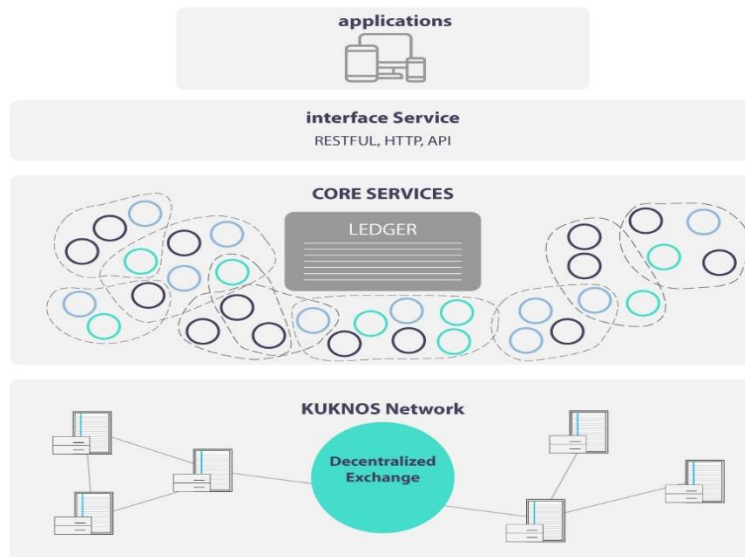 applications
interface Service
RESTFUL, HTTP, API
CORE SERVICES
LEDGER
KUKNOS Network
Decentralized
Exchange